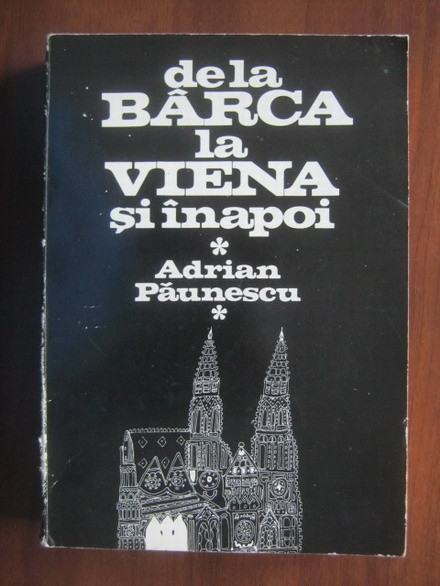 de la
BÂRCA
la
VIENA
și înapoi
*
Adrian
Păunescu
*